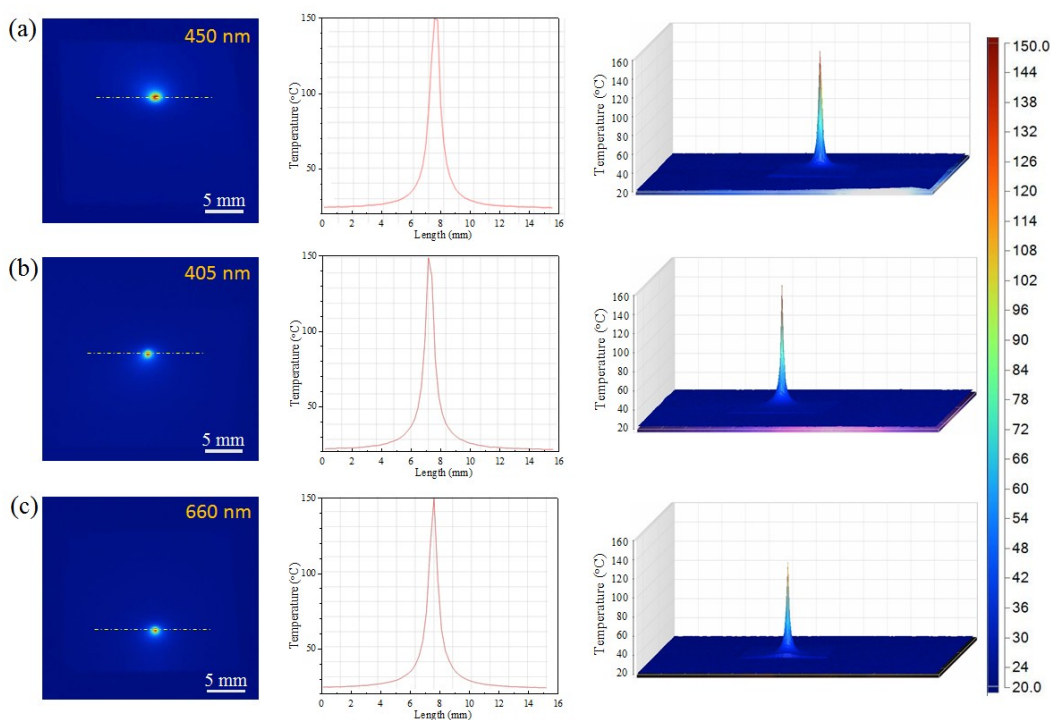 (a)
450 nm
5 mm
Temperature (°C)
150
100
50
0 2 4 6 8 10 12 14 16
Length (mm)
Temperature (°C)
160
140
120
100
80
60
40
20
(b)
405 nm
5 mm
Temperature (°C)
150
100
50
0 2 4 6 8 10 12 14 16
Length (mm)
Temperature (°C)
160
140
120
100
80
60
40
20
(c)
660 nm
5 mm
Temperature (°C)
150
100
50
0 2 4 6 8 10 12 14 16
Length (mm)
Temperature (°C)
160
140
120
100
80
60
40
20
150.0
144
138
132
126
120
114
108
102
96
90
84
78
72
66
60
54
48
42
36
30
24
20.0